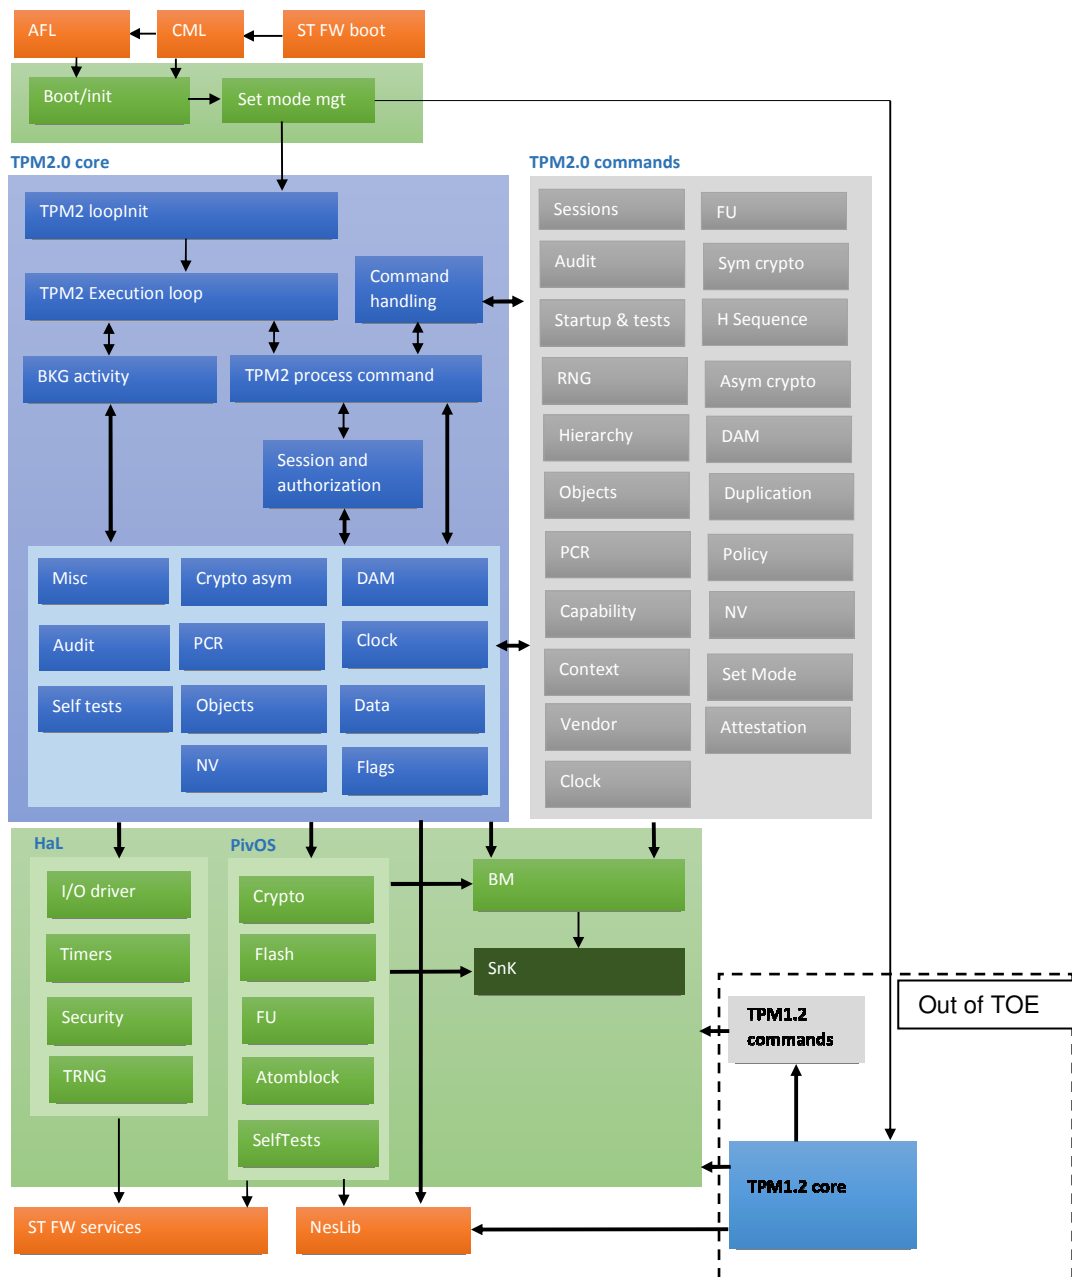 AFL
CML
ST FW boot
Boot/init
Set mode mgt
TPM2.0 core
TPM2.0 commands
TPM2 loopInit
TPM2 Execution loop
Command
handling
BKG activity
TPM2 process command
Session and
authorization
Misc
Crypto asym
DAM
Audit
PCR
Clock
Self tests
Objects
Data
NV
Flags
Sessions
FU
Audit
Sym crypto
Startup & tests
H Sequence
RNG
Asym crypto
Hierarchy
DAM
Objects
Duplication
PCR
Policy
Capability
NV
Context
Set Mode
Vendor
Attestation
Clock
HaL
PivOS
I/O driver
Timers
Security
TRNG
Crypto
Flash
FU
Atomblock
SelfTests
BM
SnK
Out of TOE
TPM1.2
commands
TPM1.2 core
ST FW services
NesLib